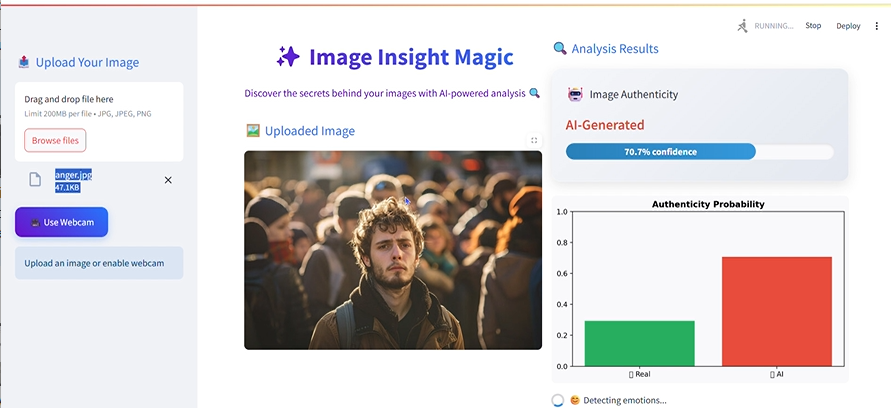 RUNNING...
Stop
Deploy
Upload Your Image
Drag and drop file here
Limit 200MB per file • JPG, JPEG, PNG
Browse files
anger.jpg
47.1KB
Use Webcam
Upload an image or enable webcam
Image Insight Magic
Discover the secrets behind your images with AI-powered analysis
Uploaded Image
Analysis Results
Image Authenticity
AI-Generated
70.7% confidence
Authenticity Probability
1.0
0.8
0.6
0.4
0.2
0.0
Real
AI
Detecting emotions...